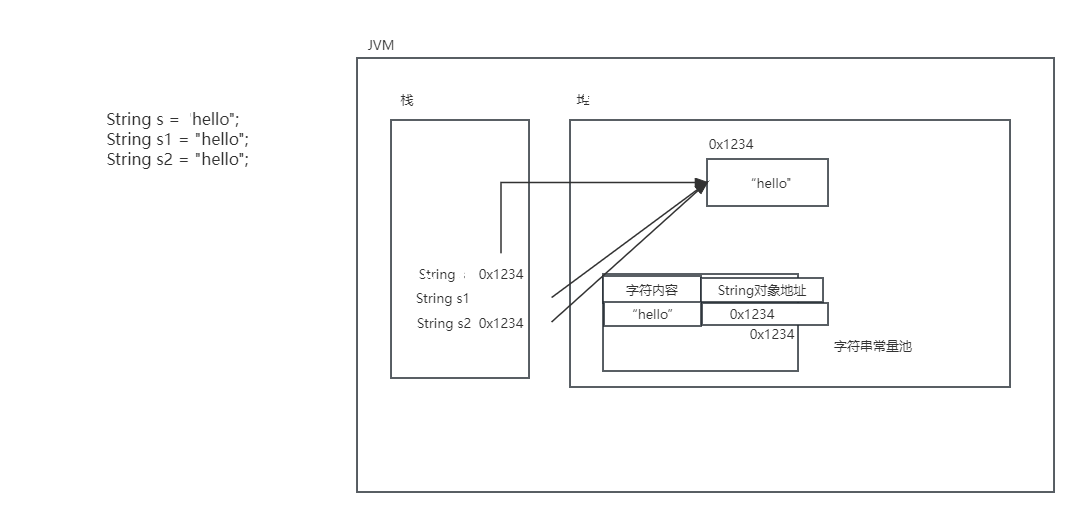 JVM
String s = "hello";
String s1 = "hello";
String s2 = "hello";
栈
堆
0x1234
“hello"
String 0x1234
String s1
String s2 0x1234
字符内容 String对象地址
“hello” 0x1234
0x1234
字符串常量池